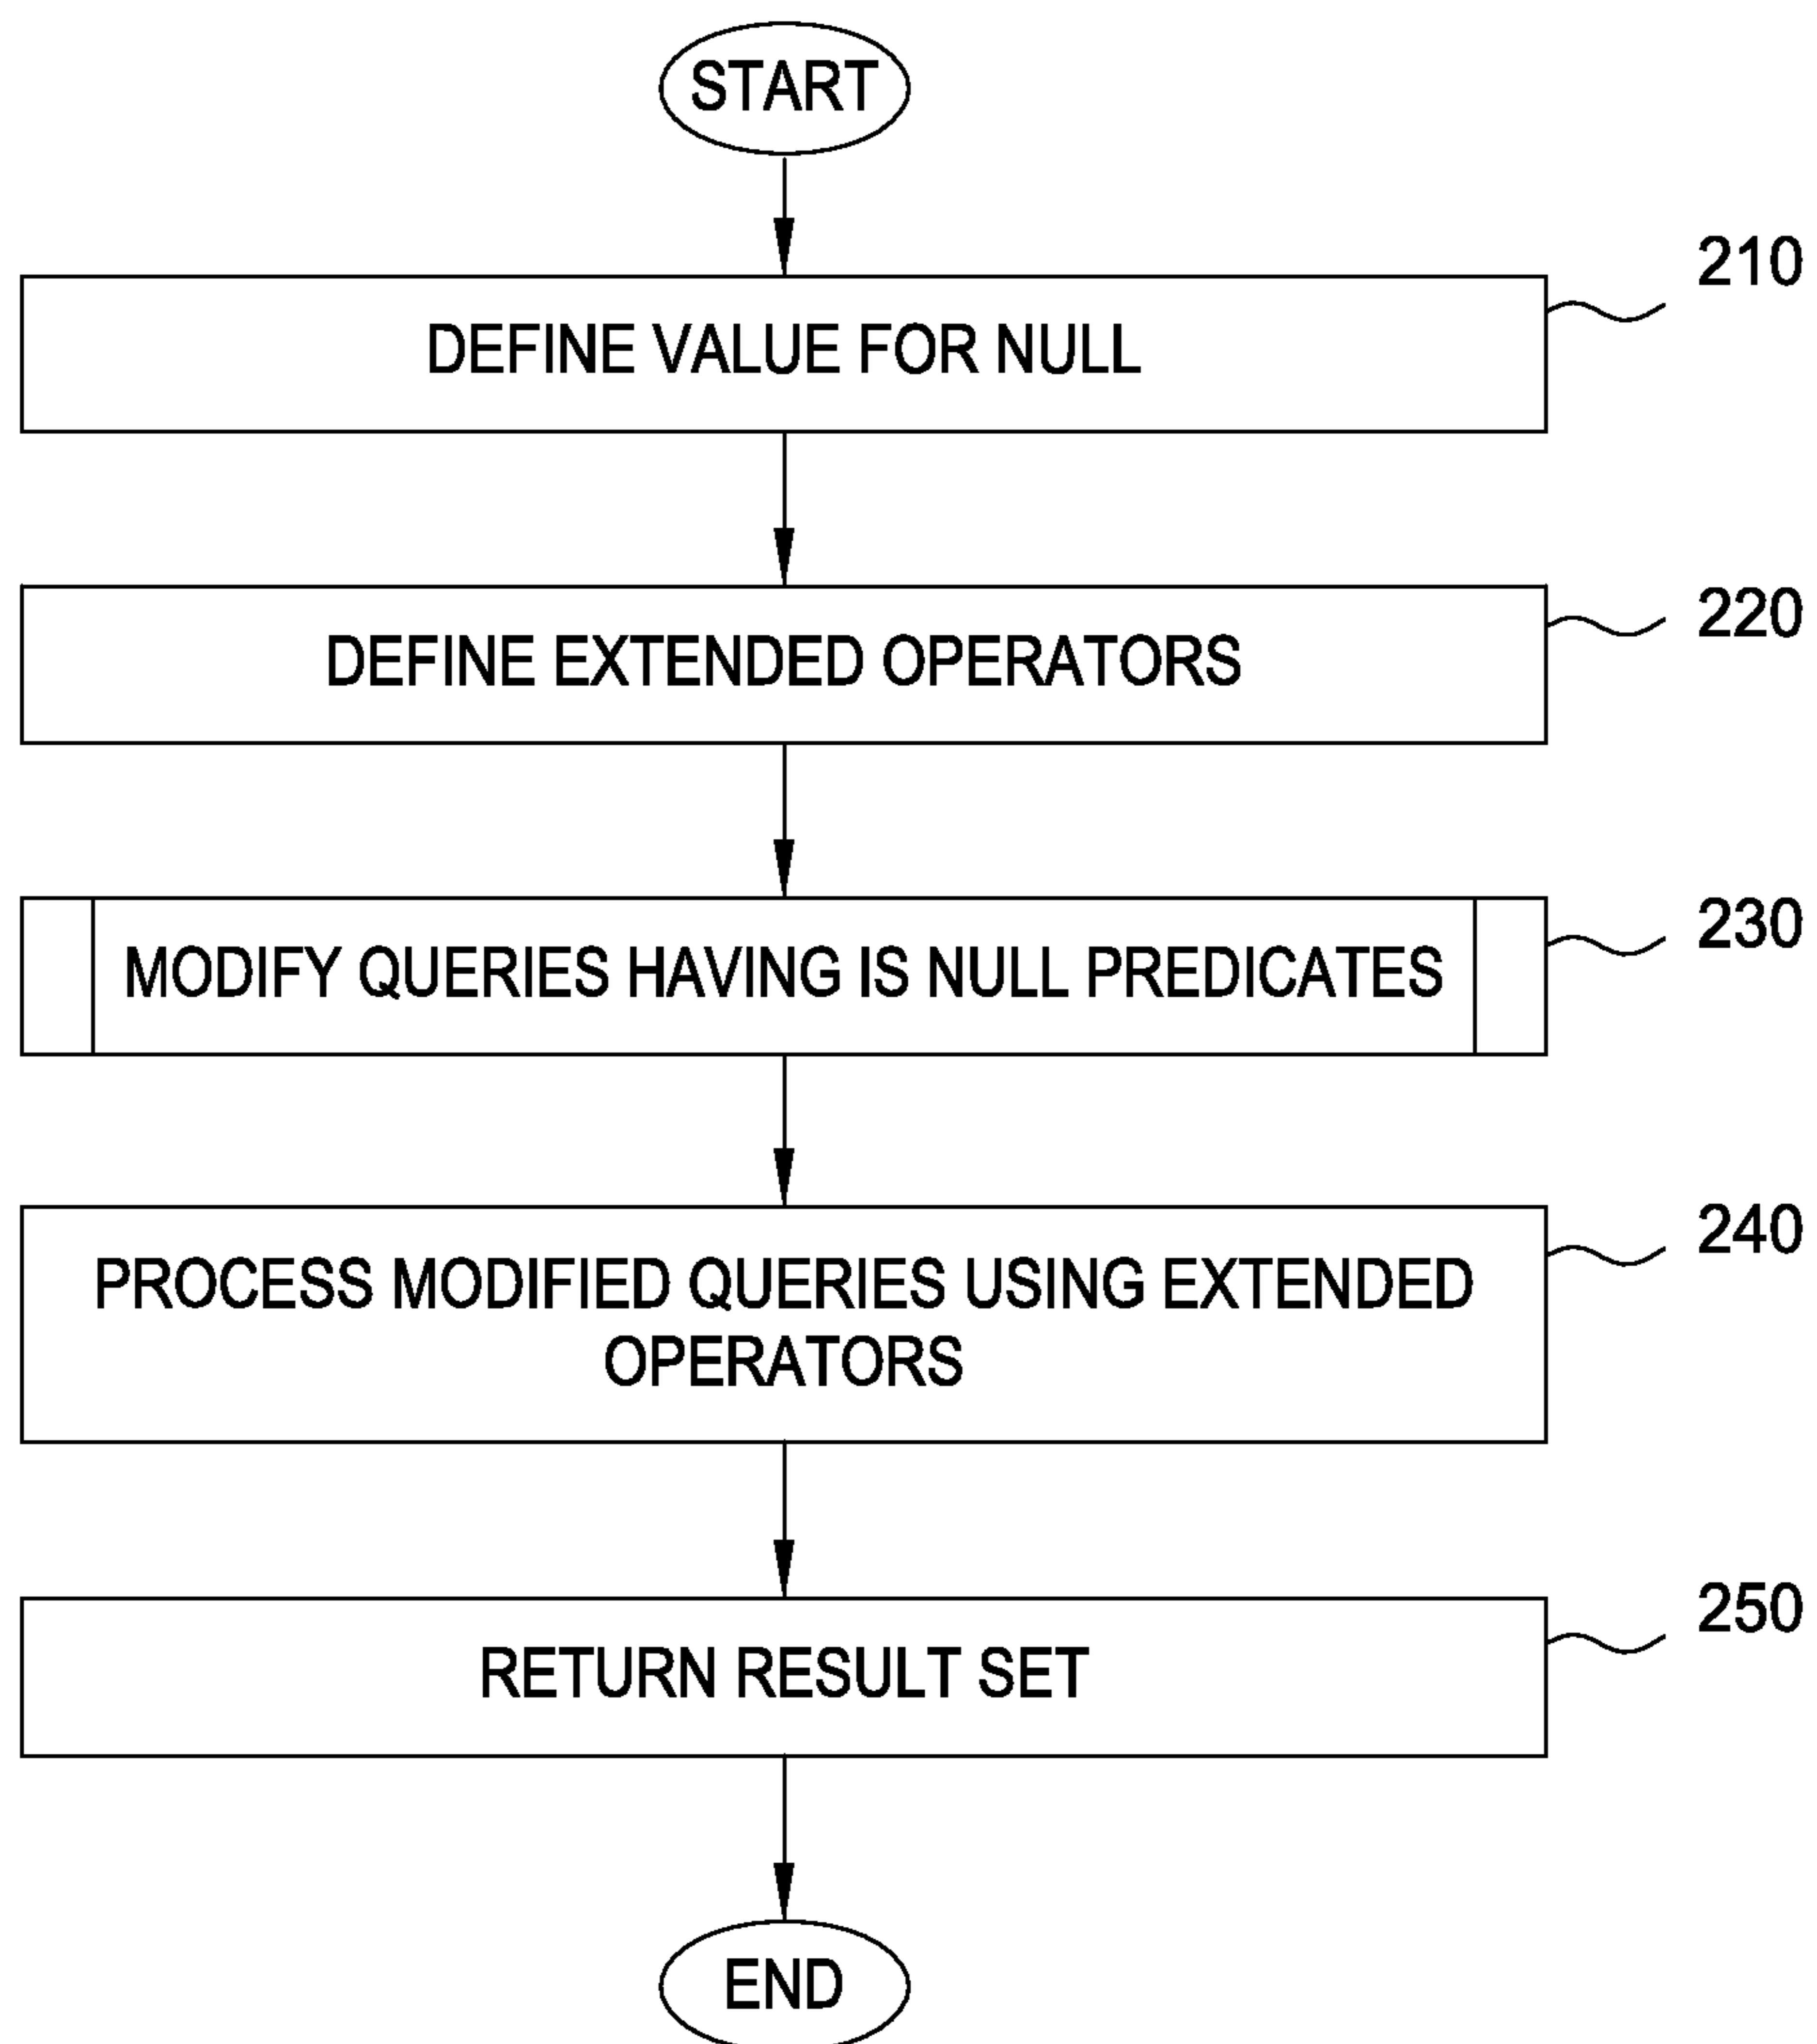 START
210
DEFINE VALUE FOR NULL
220
DEFINE EXTENDED OPERATORS
230
MODIFY QUERIES HAVING IS NULL PREDICATES
240
PROCESS MODIFIED QUERIES USING EXTENDED
OPERATORS
250
RETURN RESULT SET
END